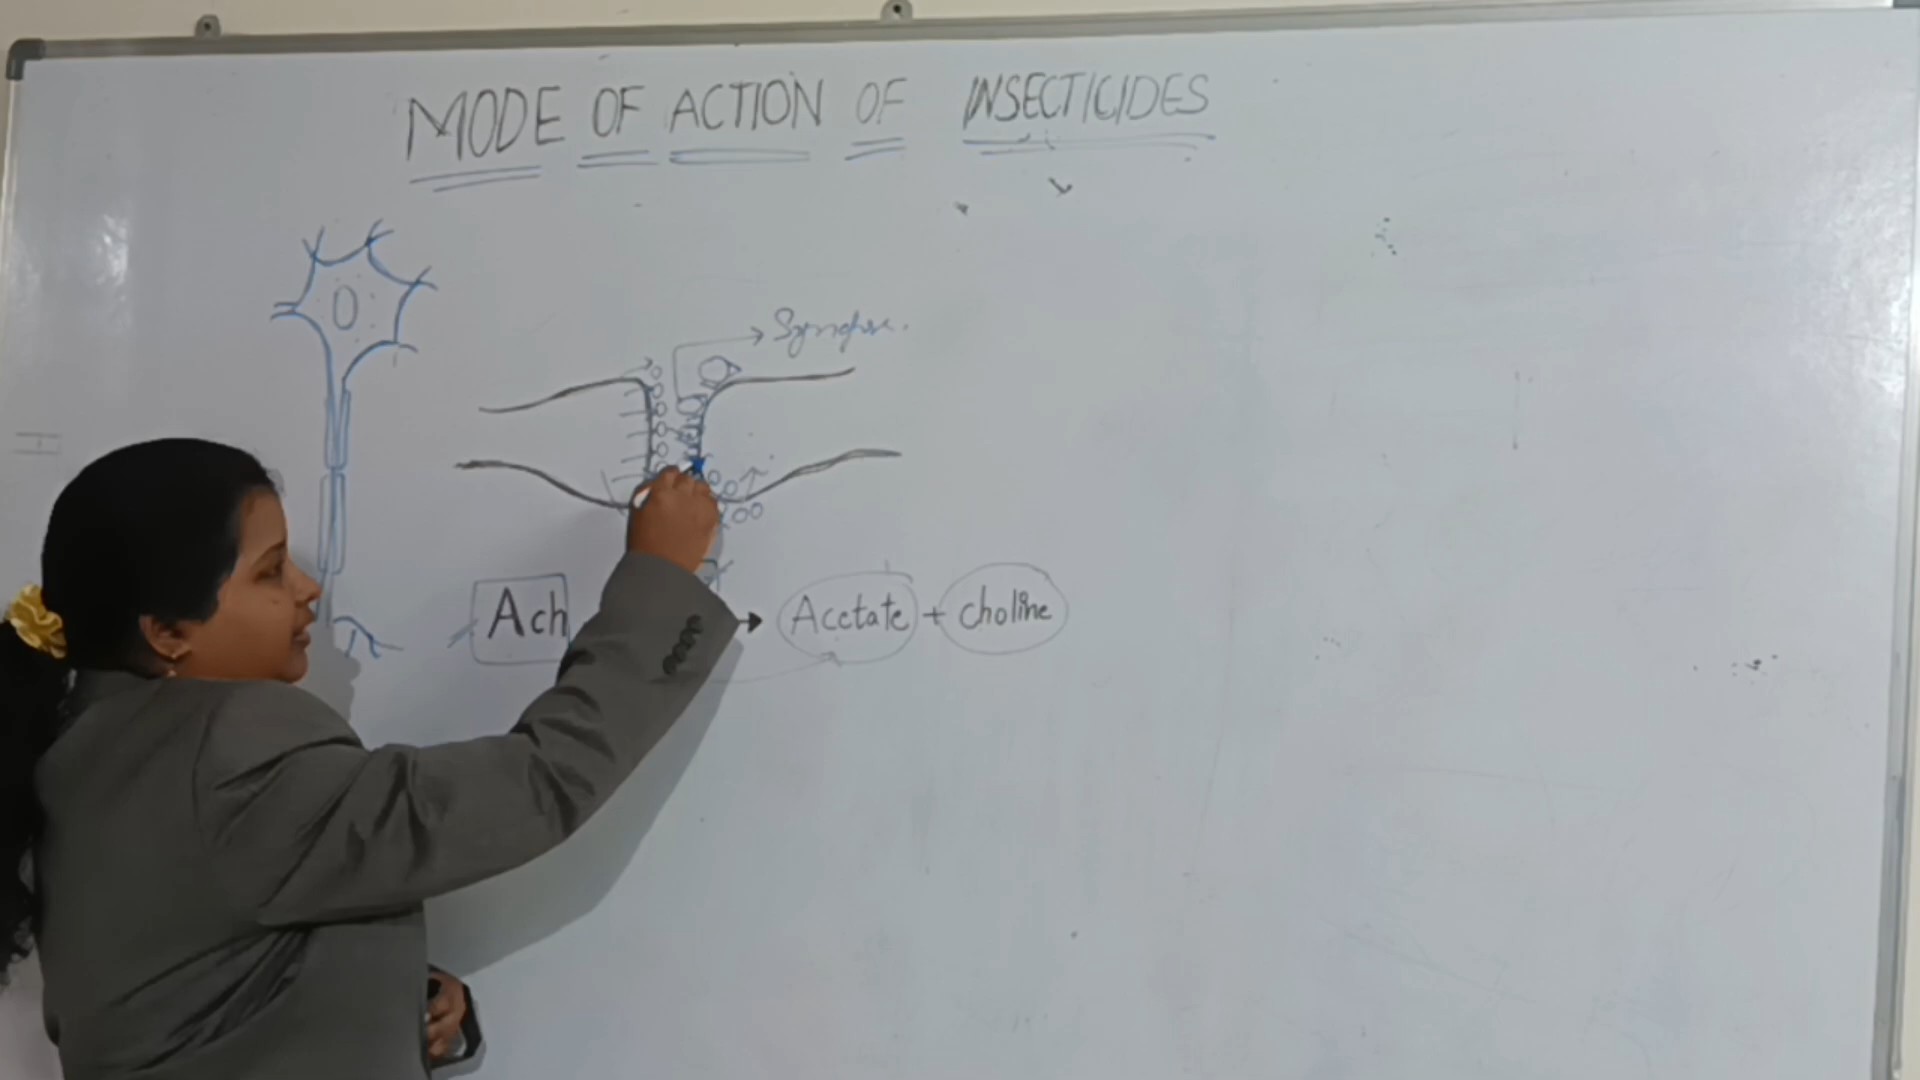 MODE OF ACTION OF INSECTICIDES
Synapse.
Ach → Acetate + choline